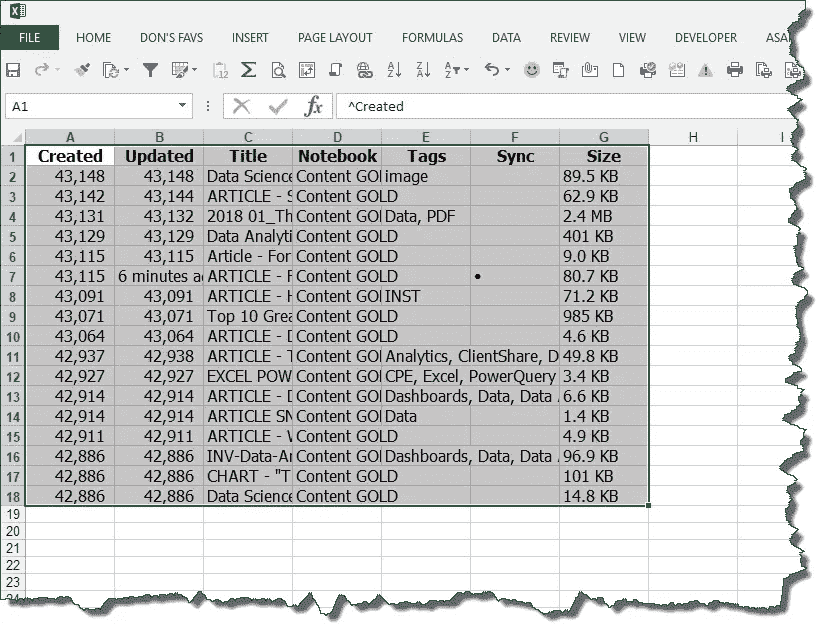 FILE HOME DON'S FAVS INSERT PAGE LAYOUT FORMULAS DATA REVIEW VIEW DEVELOPER ASA
A1 fx ^Created
A B C D E F G H I
1 Created Updated Title Notebook Tags Sync Size
2 43,148 43,148 Data Science Content GOL image 89.5 KB
3 43,142 43,144 ARTICLE - S Content GOLD 62.9 KB
4 43,131 43,132 2018 01_Th Content GOL Data, PDF 2.4 MB
5 43,129 43,129 Data Analyti Content GOLD 401 KB
6 43,115 43,115 Article - For Content GOLD 9.0 KB
7 43,115 6 minutes a ARTICLE - F Content GOLD • 80.7 KB
8 43,091 43,091 ARTICLE - H Content GOL INST 71.2 KB
9 43,071 43,071 Top 10 Grea Content GOLD 985 KB
10 43,064 43,064 ARTICLE - D Content GOLD 4.6 KB
11 42,937 42,938 ARTICLE - T Content GOL Analytics, ClientShare, D 49.8 KB
12 42,927 42,927 EXCEL POW Content GOL CPE, Excel, PowerQuery 3.4 KB
13 42,914 42,914 ARTICLE - D Content GOL Dashboards, Data, Data 6.6 KB
14 42,914 42,914 ARTICLE SN Content GOL Data 1.4 KB
15 42,911 42,911 ARTICLE - W Content GOLD 4.9 KB
16 42,886 42,886 INV-Data-An Content GOL Dashboards, Data, Data 96.9 KB
17 42,886 42,886 CHART - "T Content GOLD 101 KB
18 42,886 42,886 Data Science Content GOLD 14.8 KB
19
20
21
22
23
24